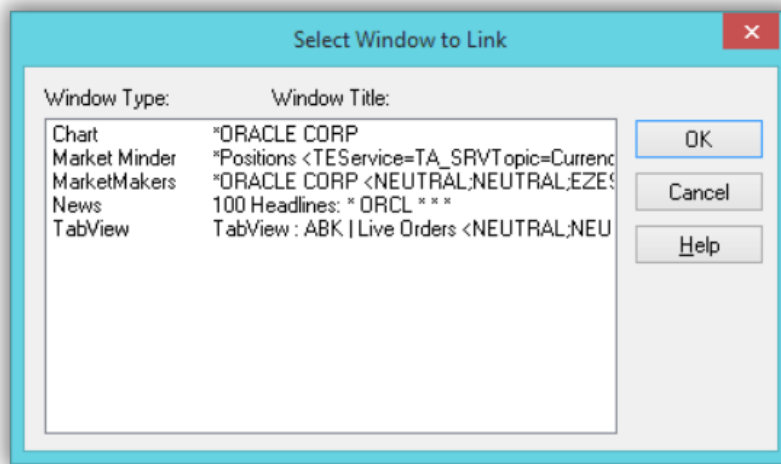 Select Window to Link
Window Type: Window Title:
Chart *ORACLE CORP
Market Minder *Positions <TEService=TA_SRVTopic=Currenc
MarketMakers *ORACLE CORP <NEUTRAL;NEUTRAL;EZES
News 100 Headlines: * ORCL * * *
TabView TabView : ABK | Live Orders <NEUTRAL;NEU
OK
Cancel
Help